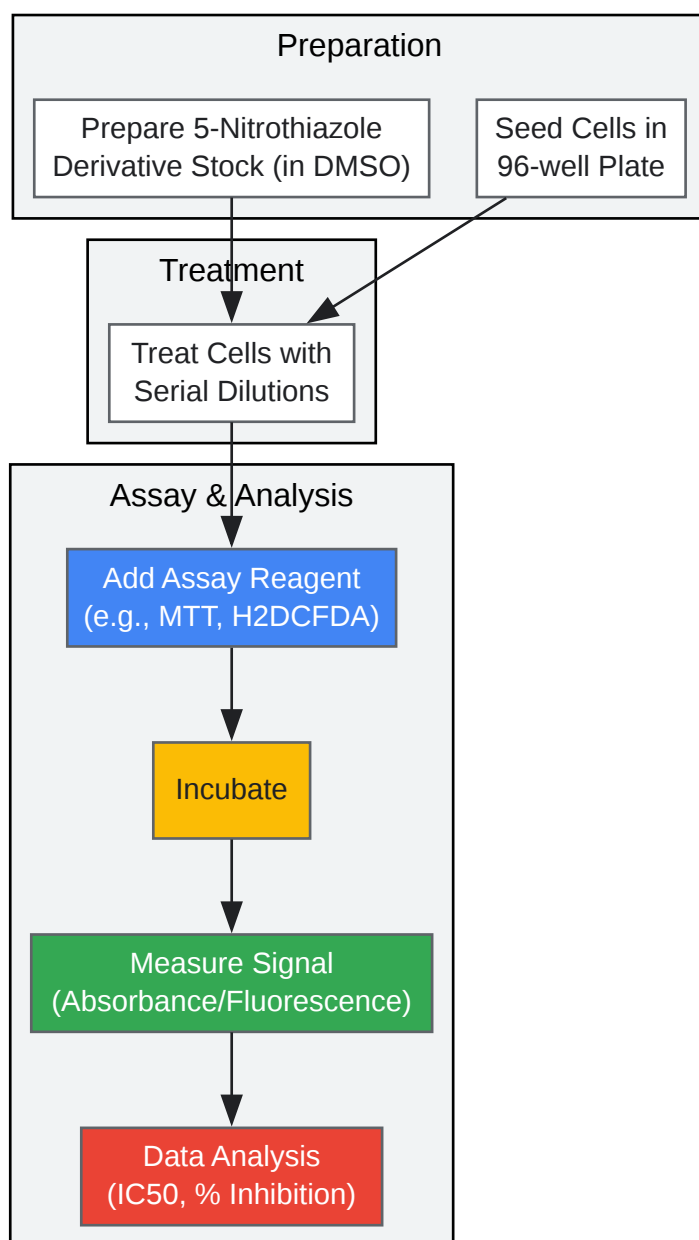 Preparation
Prepare 5-Nitrothiazole
Derivative Stock (in DMSO)
Seed Cells in
96-well Plate
Treatment
Treat Cells with
Serial Dilutions
Assay & Analysis
Add Assay Reagent
(e.g., MTT, H2DCFDA)
Incubate
Measure Signal
(Absorbance/Fluorescence)
Data Analysis
(IC50, % Inhibition)